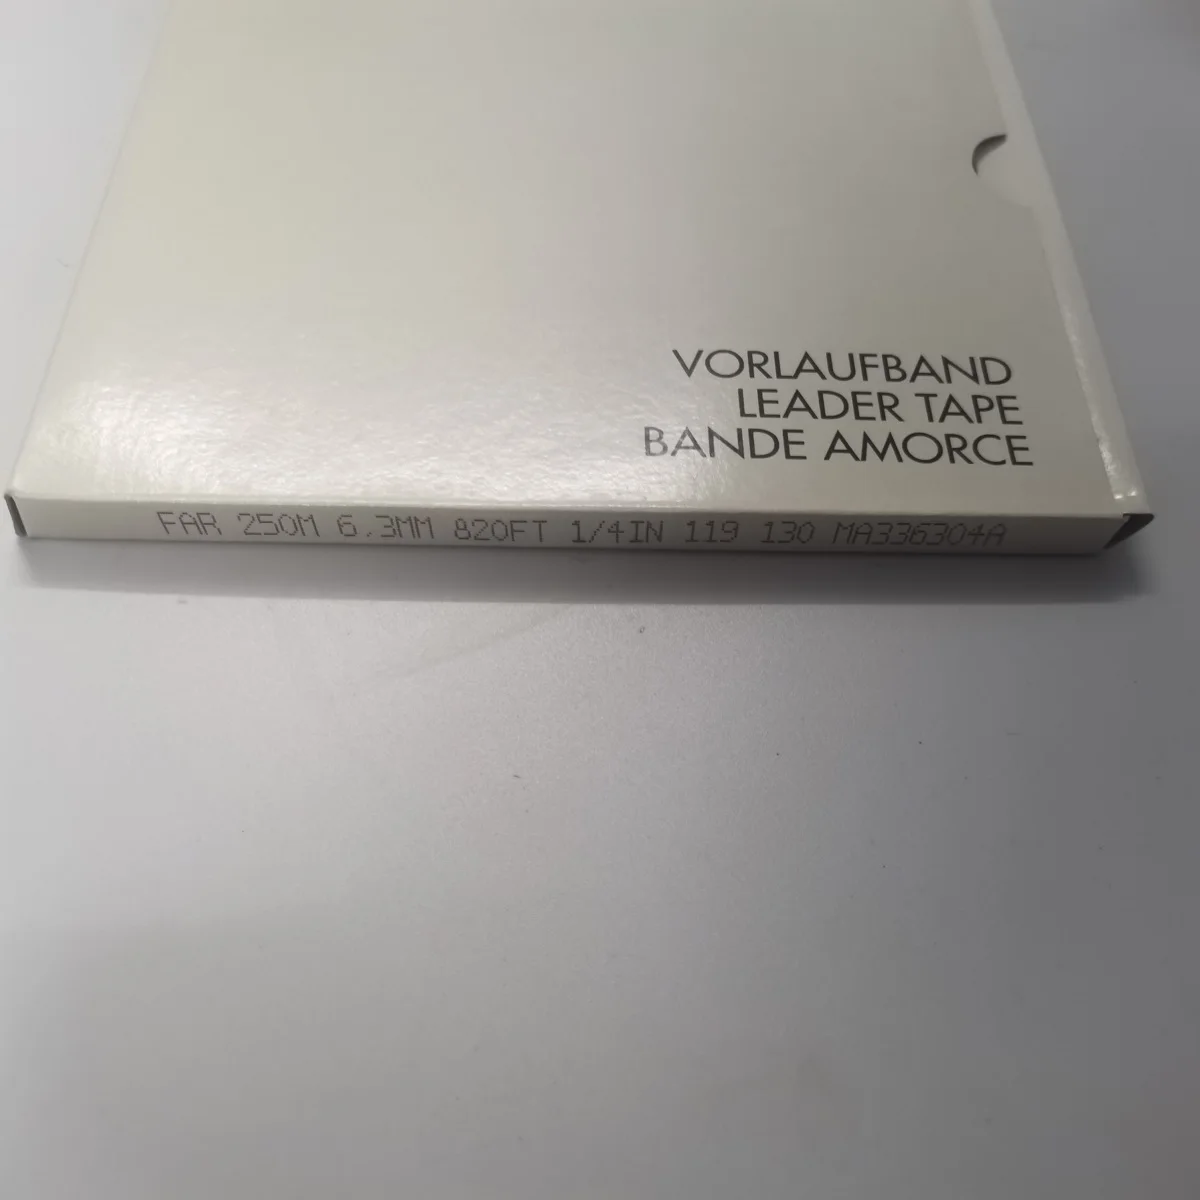 VORLAUFBAND
LEADER TAPE
BANDE AMORCE
FAR 250M 6.3MM 820FT 1/4IN 119 130 MA336304A